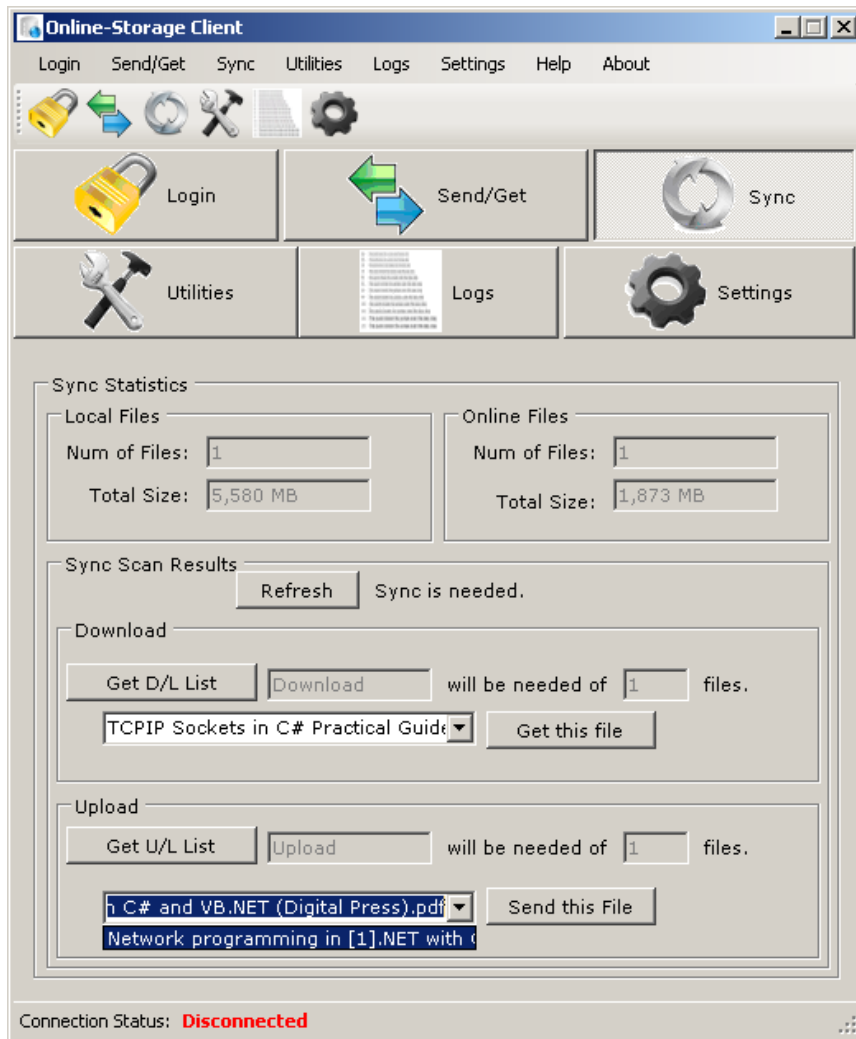 Online-Storage Client
Login Send/Get Sync Utilities Logs Settings Help About
Login Send/Get Sync
Utilities Logs Settings
Sync Statistics
Local Files Online Files
Num of Files: 1 Num of Files: 1
Total Size: 5,580 MB Total Size: 1,873 MB
Sync Scan Results
Refresh Sync is needed.
Download
Get D/L List Download will be needed of 1 files.
TCPIP Sockets in C# Practical Guide Get this file
Upload
Get U/L List Upload will be needed of 1 files.
C# and VB.NET (Digital Press).pdf Send this File
Network programming in [1].NET with
Connection Status: Disconnected